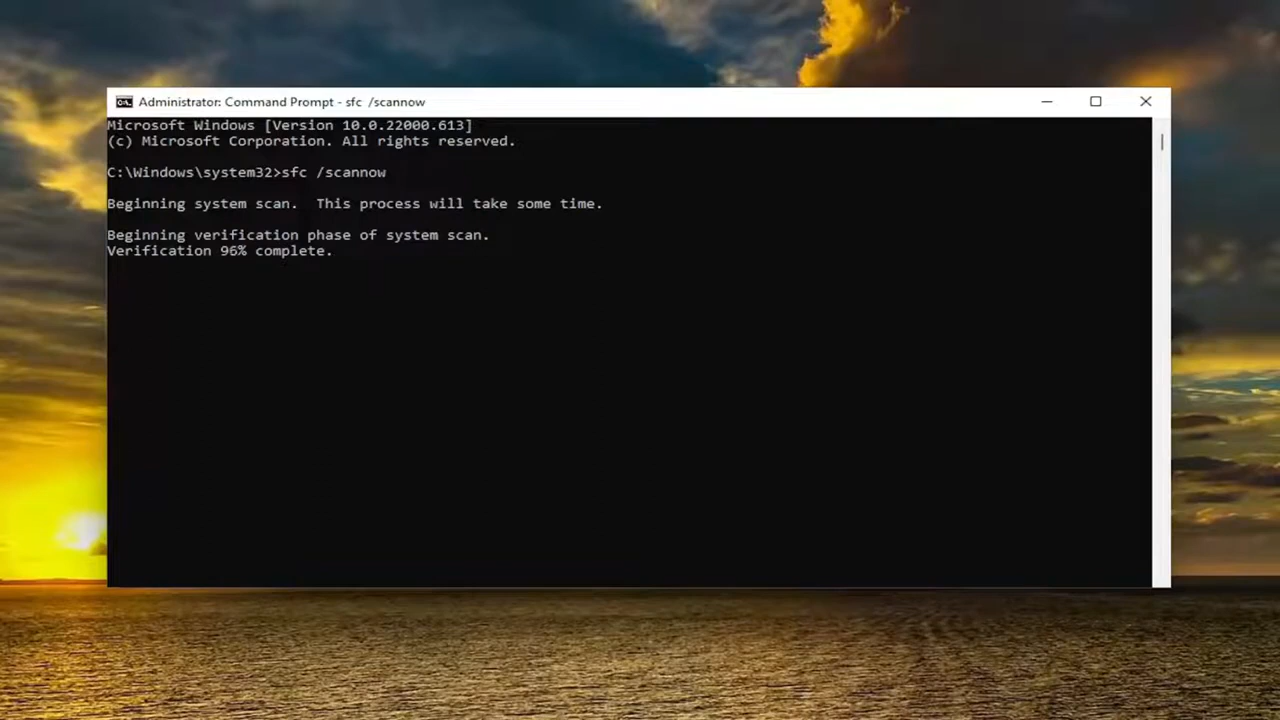 Administrator: Command Prompt - sfc  /scannow
Microsoft Windows [Version 10.0.22000.613]
(c) Microsoft Corporation. All rights reserved.
C:\Windows\system32>sfc /scannow
Beginning system scan.  This process will take some time.
Beginning verification phase of system scan.
Verification 96% complete.